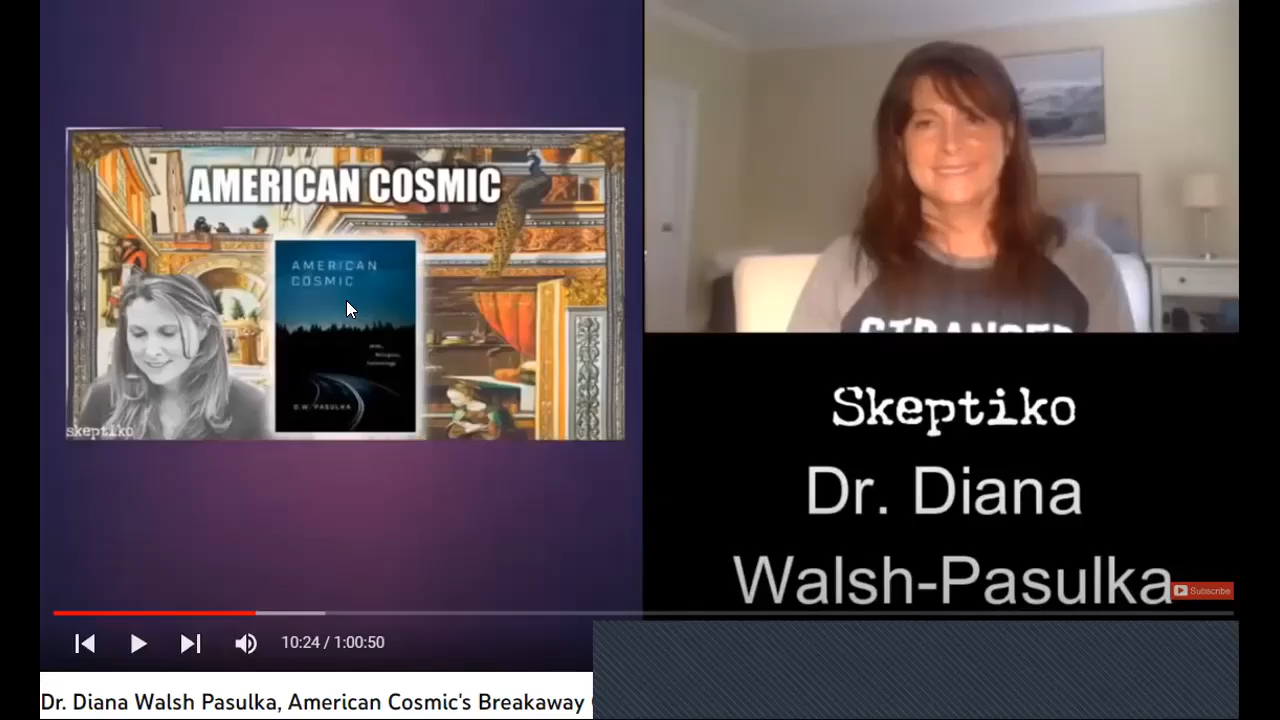 AMERICAN COSMIC
AMERICAN
COSMIC
D.W. PASULKA
skeptiko
STRANGER
Skeptiko
Dr. Diana
Walsh-Pasulka
Subscribe
10:24 / 1:00:50
Dr. Diana Walsh Pasulka, American Cosmic's Breakaway